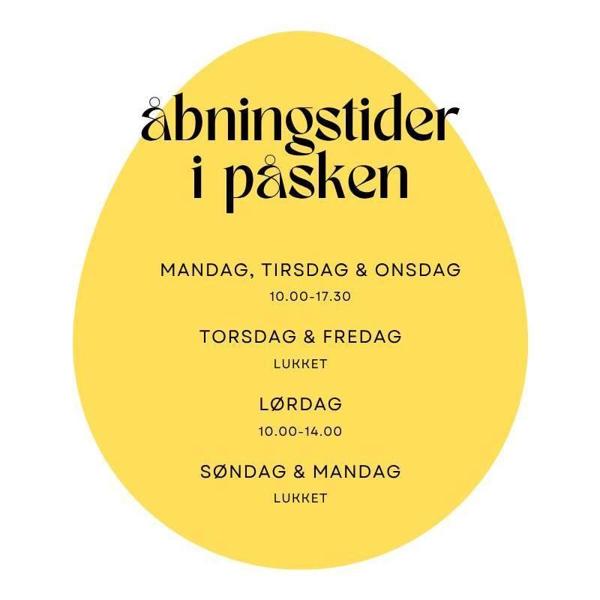 åbningstider
i påsken
MANDAG, TIRSDAG & ONSDAG
10.00-17.30
TORSDAG & FREDAG
LUKKET
LØRDAG
10.00-14.00
SØNDAG & MANDAG
LUKKET